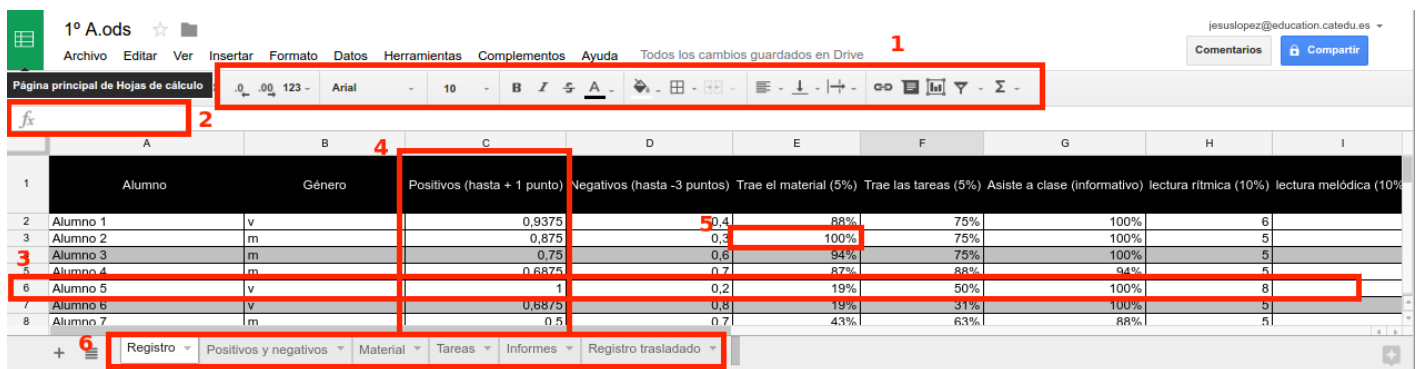 1º A.ods
jesuslopez@education.catedu.es
Archivo Editar Ver Insertar Formato Datos Herramientas Complementos Ayuda Todos los cambios guardados en Drive 1 Comentarios Compartir
Página principal de Hojas de cálculo .0 .00 123 Arial 10 B I S A Σ
fx 2
A B 4 C D E F G H I
1 Alumno Género Positivos (hasta + 1 punto) Negativos (hasta -3 puntos) Trae el material (5%) Trae las tareas (5%) Asiste a clase (informativo) lectura rítmica (10%) lectura melódica (10%
2 Alumno 1 v 0,9375 0,4 88% 75% 100% 6
5
3 Alumno 2 m 0,875 0,3 100% 75% 100% 5
3 Alumno 3 m 0,75 0,6 94% 75% 100% 5
5 Alumno 4 m 0,6875 0,7 87% 88% 94% 5
6 Alumno 5 v 1 0,2 19% 50% 100% 8
7 Alumno 6 v 0,6875 0,8 19% 31% 100% 5
8 Alumno 7 m 0,5 0,7 43% 63% 88% 5
6 Registro Positivos y negativos Material Tareas Informes Registro trasladado